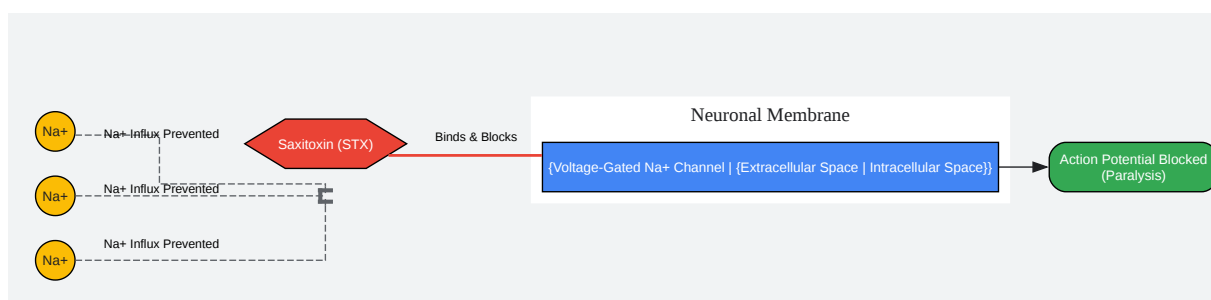 Neuronal Membrane
Na+
Na+ Influx Prevented
Saxitoxin (STX)
Binds & Blocks
{Voltage-Gated Na+ Channel | {Extracellular Space | Intracellular Space}}
Action Potential Blocked
(Paralysis)
Na+
Na+ Influx Prevented
Na+
Na+ Influx Prevented